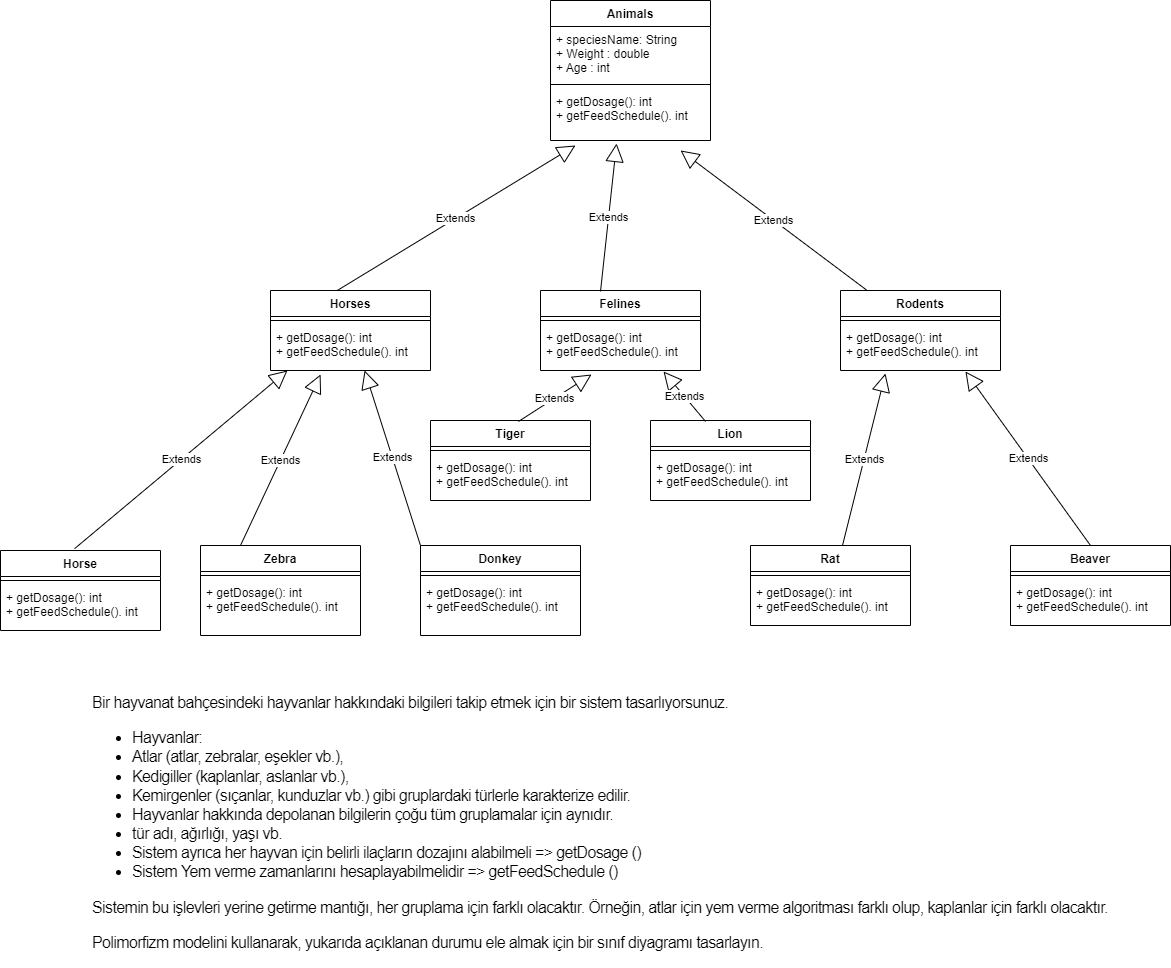 Animals
+ speciesName: String
+ Weight : double
+ Age : int
+ getDosage(): int
+ getFeedSchedule(). int
Extends
Extends
Extends
Horses
+ getDosage(): int
+ getFeedSchedule(). int
Felines
+ getDosage(): int
+ getFeedSchedule(). int
Rodents
+ getDosage(): int
+ getFeedSchedule(). int
Extends
Extends
Extends
Extends
Extends
Extends
Extends
Tiger
+ getDosage(): int
+ getFeedSchedule(). int
Lion
+ getDosage(): int
+ getFeedSchedule(). int
Horse
+ getDosage(): int
+ getFeedSchedule(). int
Zebra
+ getDosage(): int
+ getFeedSchedule(). int
Donkey
+ getDosage(): int
+ getFeedSchedule(). int
Rat
+ getDosage(): int
+ getFeedSchedule(). int
Beaver
+ getDosage(): int
+ getFeedSchedule(). int
Bir hayvanat bahçesindeki hayvanlar hakkındaki bilgileri takip etmek için bir sistem tasarlıyorsunuz.
• Hayvanlar:
• Atlar (atlar, zebralar, eşekler vb.),
• Kedigiller (kaplanlar, aslanlar vb.),
• Kemirgenler (sıçanlar, kunduzlar vb.) gibi gruplardaki türlerle karakterize edilir.
• Hayvanlar hakkında depolanan bilgilerin çoğu tüm gruplamalar için aynıdır.
• tür adı, ağırlığı, yaşı vb.
• Sistem ayrıca her hayvan için belirli ilaçların dozajını alabilmeli => getDosage ()
• Sistem Yem verme zamanlarını hesaplayabilmelidir => getFeedSchedule ()
Sistemin bu işlevleri yerine getirme mantığı, her gruplama için farklı olacaktır. Örneğin, atlar için yem verme algoritması farklı olup, kaplanlar için farklı olacaktır.
Polimorfizm modelini kullanarak, yukarıda açıklanan durumu ele almak için bir sınıf diyagramı tasarlayın.